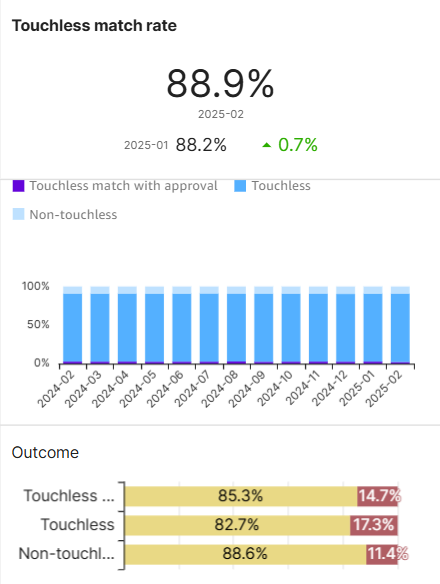 Touchless match rate
88.9%
2025-02
2025-01 88.2% 0.7%
Touchless match with approval Touchless
Non-touchless
100%
50%
0%
2024-02 2024-03 2024-04 2024-05 2024-06 2024-07 2024-08 2024-09 2024-10 2024-11 2024-12 2025-01 2025-02
Outcome
Touchless ... 85.3% 14.7%
Touchless 82.7% 17.3%
Non-touchl... 88.6% 11.4%